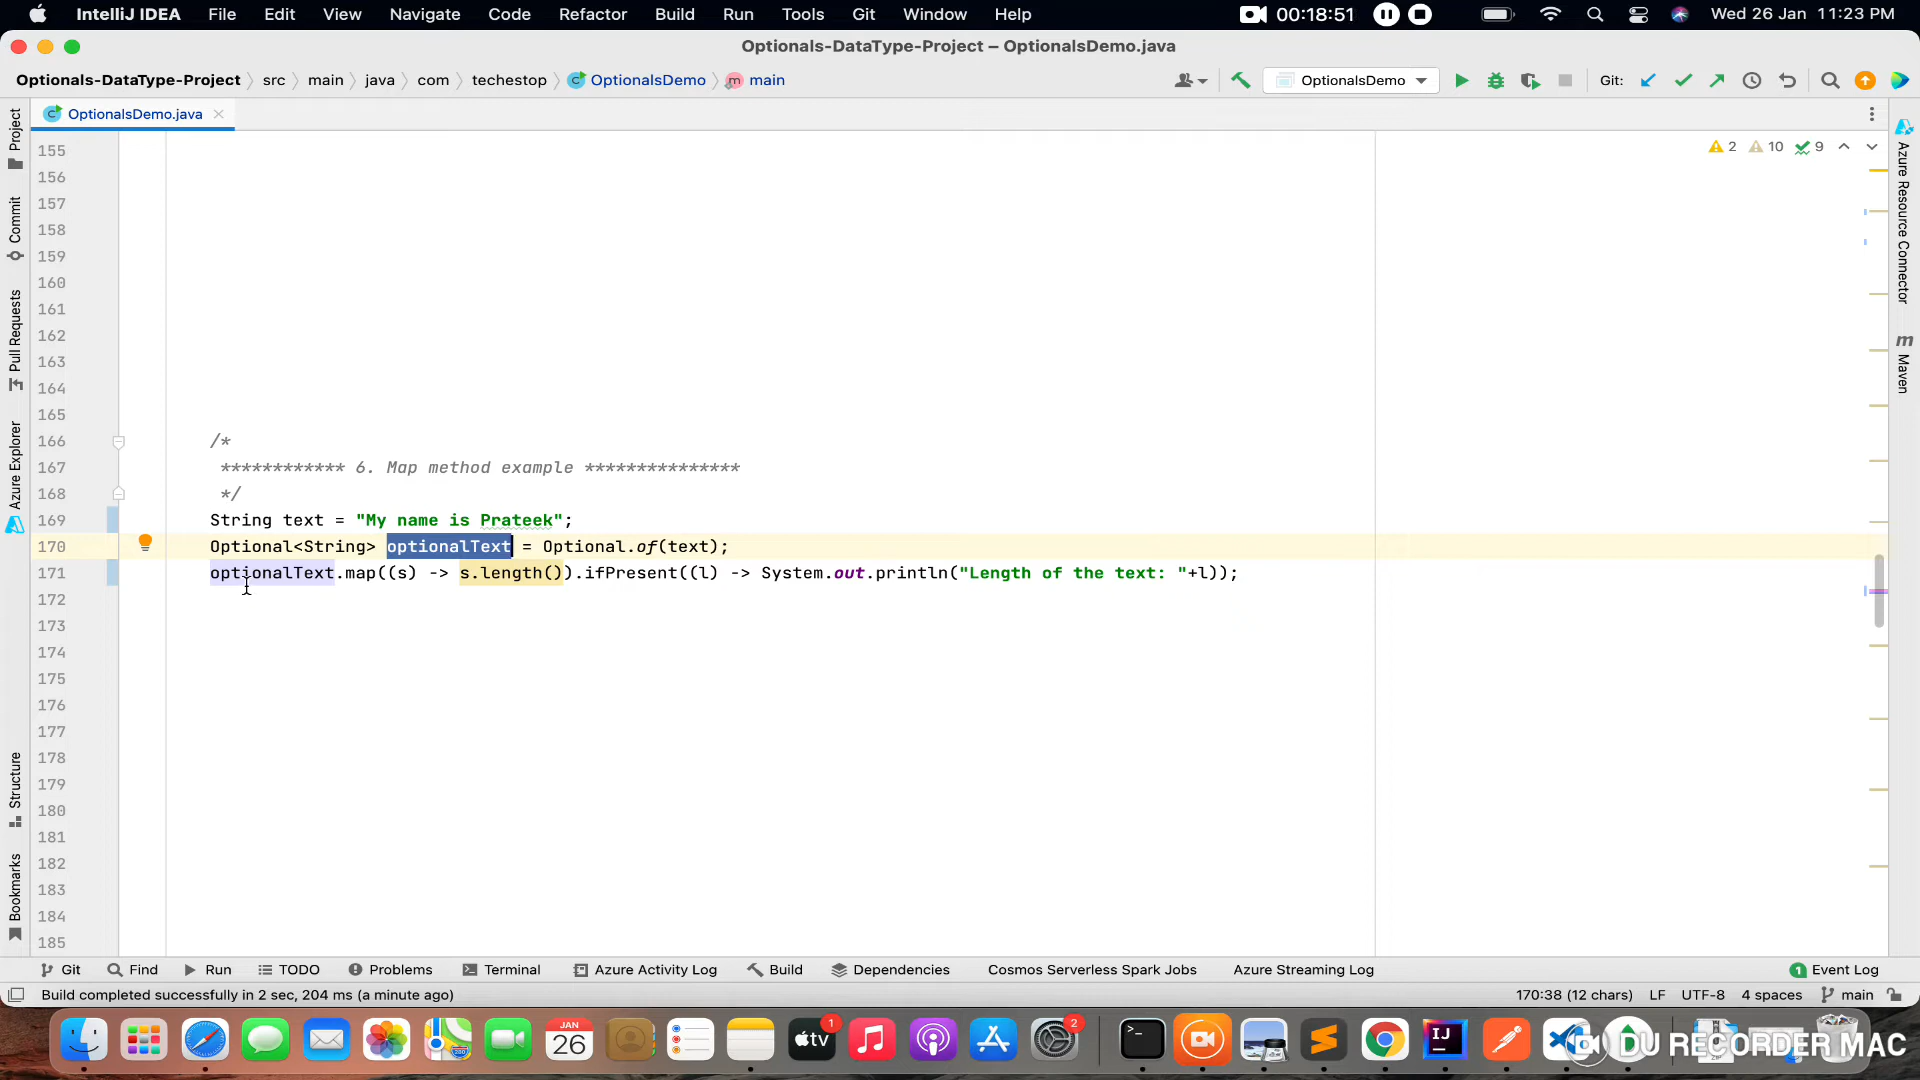 IntelliJ IDEA File Edit View Navigate Code Refactor Build Run Tools Git Window Help 00:18:51 Wed 26 Jan 11:23 PM
Optionals-DataType-Project – OptionalsDemo.java
Optionals-DataType-Project src main java com techestop OptionalsDemo main OptionalsDemo Git:
OptionalsDemo.java
2 10 9
155
156
157
158
159
160
161
162
163
164
165
166 /*
167 ************ 6. Map method example ***************
168 */
169 String text = "My name is Prateek";
170 Optional<String> optionalText = Optional.of(text);
171 optionalText.map((s) -> s.length()).ifPresent((l) -> System.out.println("Length of the text: "+l));
172
173
174
175
176
177
178
179
180
181
182
183
184
185
Project
Commit
Pull Requests
Azure Explorer
Structure
Bookmarks
Azure Resource Connector
m Maven
Git Find Run TODO Problems Terminal Azure Activity Log Build Dependencies Cosmos Serverless Spark Jobs Azure Streaming Log 1 Event Log
Build completed successfully in 2 sec, 204 ms (a minute ago) 170:38 (12 chars) LF UTF-8 4 spaces main
JAN
26
tv
1
2
IJ
DU RECORDER MAC